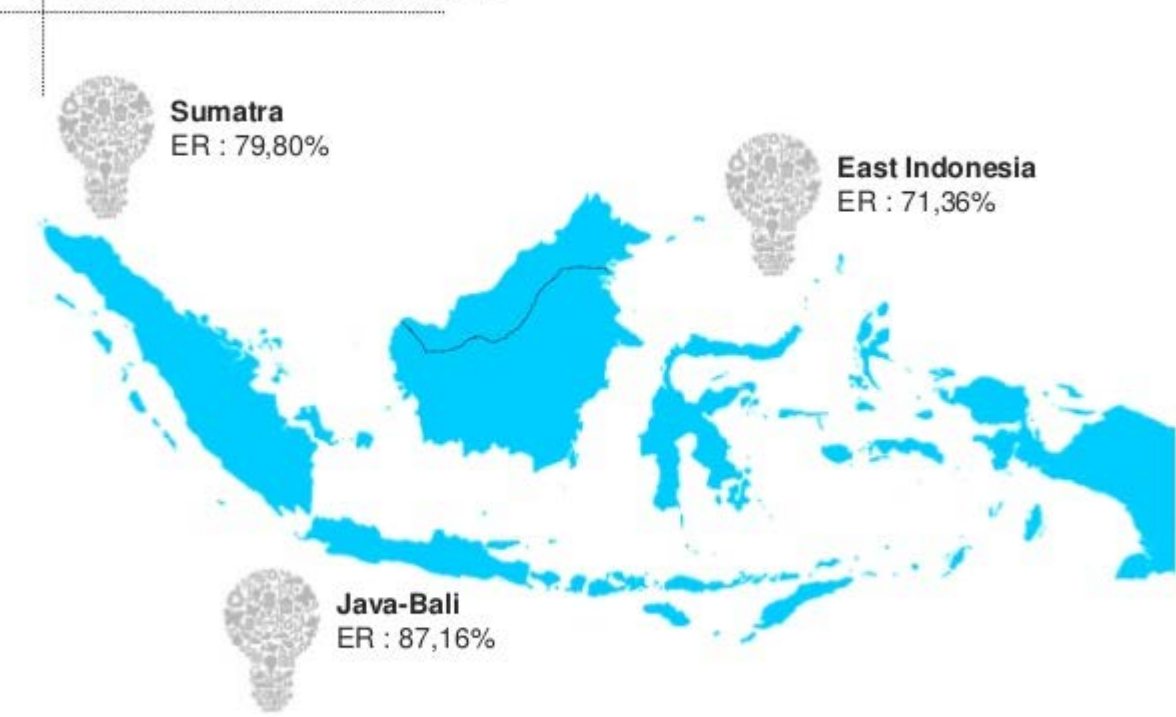 Sumatra
ER : 79,80%
East Indonesia
ER : 71,36%
Java-Bali
ER : 87,16%